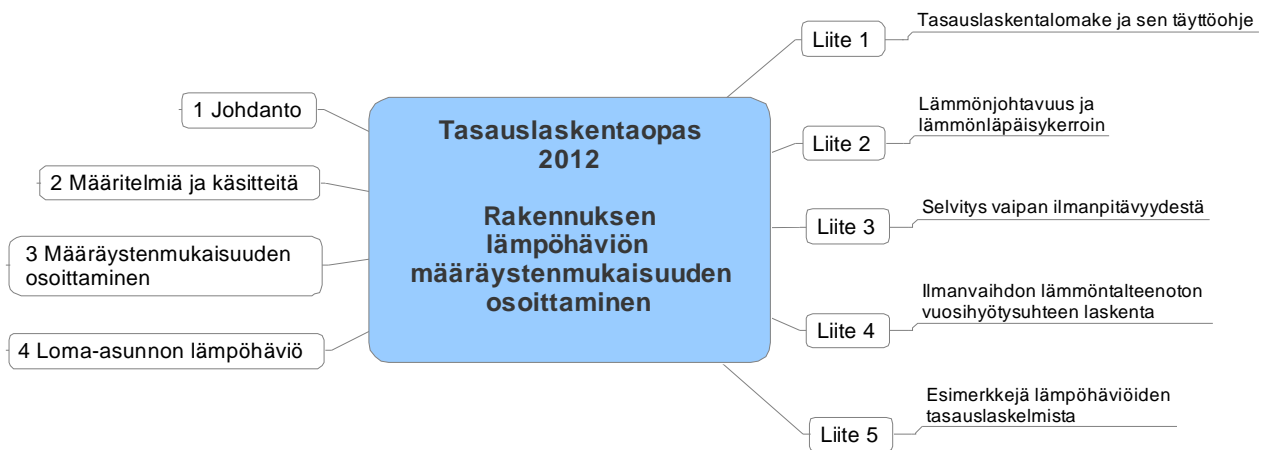 Tasauslaskentaopas
2012
Rakennuksen
lämpöhäviön
määräystenmukaisuuden
osoittaminen
1 Johdanto
2 Määritelmiä ja käsitteitä
3 Määräystenmukaisuuden
osoittaminen
4 Loma-asunnon lämpöhäviö
Liite 1
Tasauslaskentalomake ja sen täyttöohje
Liite 2
Lämmönjohtavuus ja
lämmönläpäisykerroin
Liite 3
Selvitys vaipan ilmanpitävyydestä
Liite 4
Ilmanvaihdon lämmöntalteenoton
vuosihyötysuhteen laskenta
Liite 5
Esimerkkejä lämpöhäviöiden
tasauslaskelmista